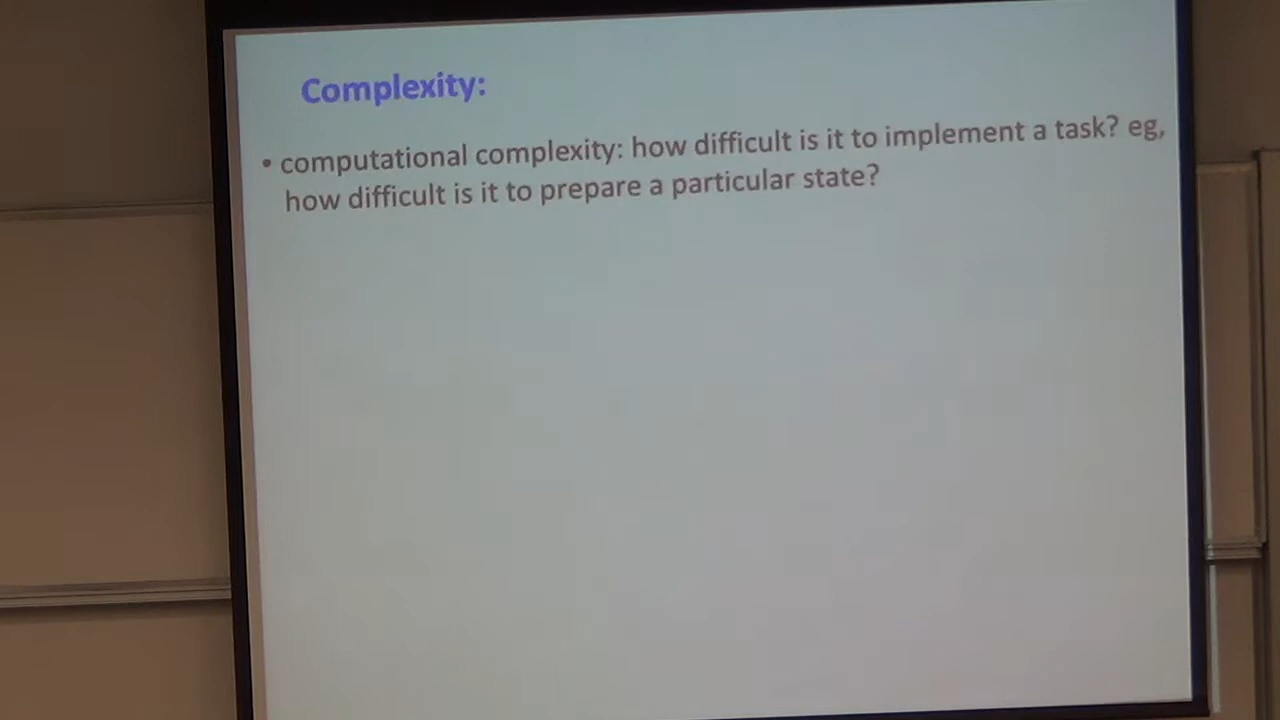 Complexity:
• computational complexity: how difficult is it to implement a task? eg,
how difficult is it to prepare a particular state?